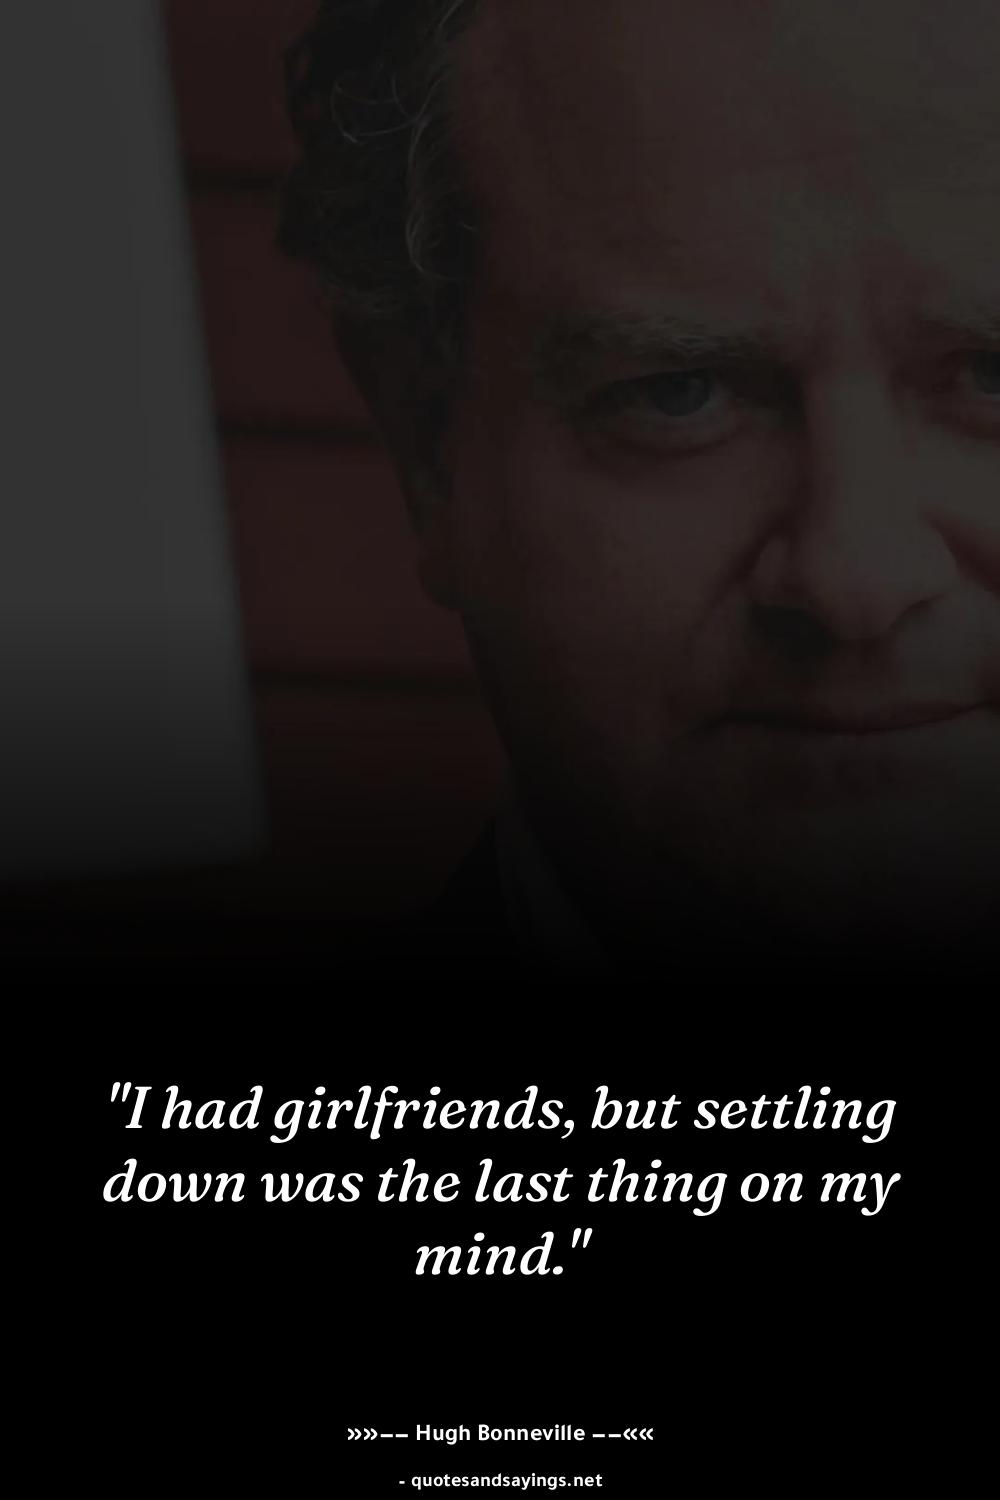 "I had girlfriends, but settling
down was the last thing on my
mind."
»»−− Hugh Bonneville −−««
- quotesandsayings.net